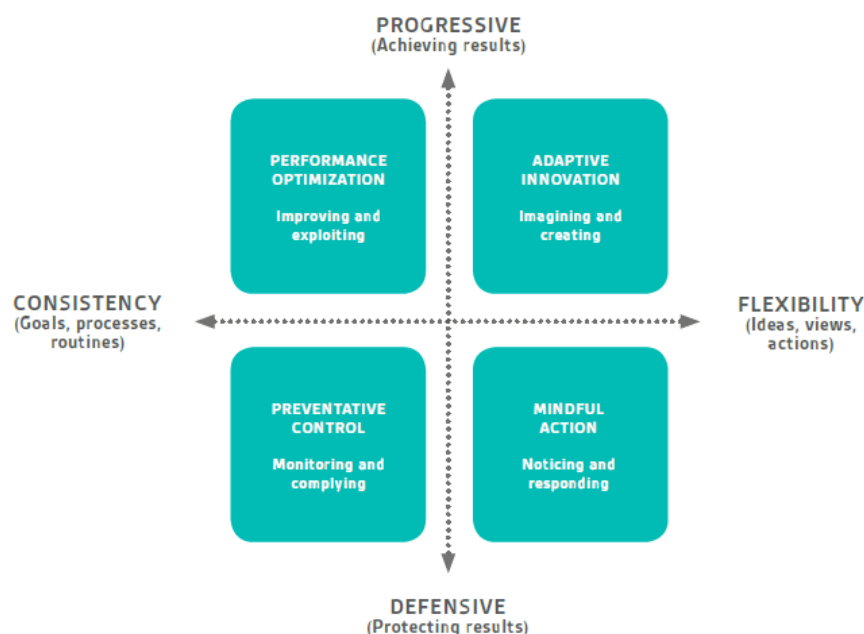 PROGRESSIVE
(Achieving results)
PERFORMANCE
OPTIMIZATION
Improving and
exploiting
ADAPTIVE
INNOVATION
Imagining and
creating
CONSISTENCY
(Goals, processes,
routines)
FLEXIBILITY
(Ideas, views,
actions)
PREVENTATIVE
CONTROL
Monitoring and
complying
MINDFUL
ACTION
Noticing and
responding
DEFENSIVE
(Protecting results)